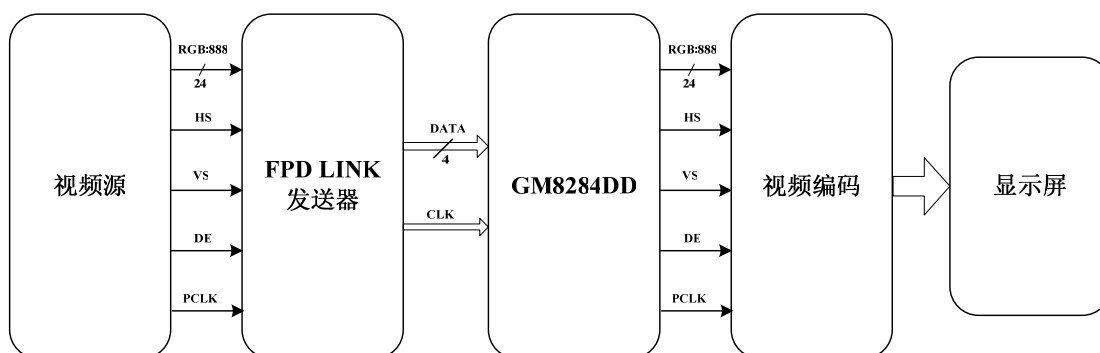 视频源
RGB:888
24
HS
VS
DE
PCLK
FPD LINK
发送器
DATA
4
CLK
GM8284DD
RGB:888
24
HS
VS
DE
PCLK
视频编码
显示屏